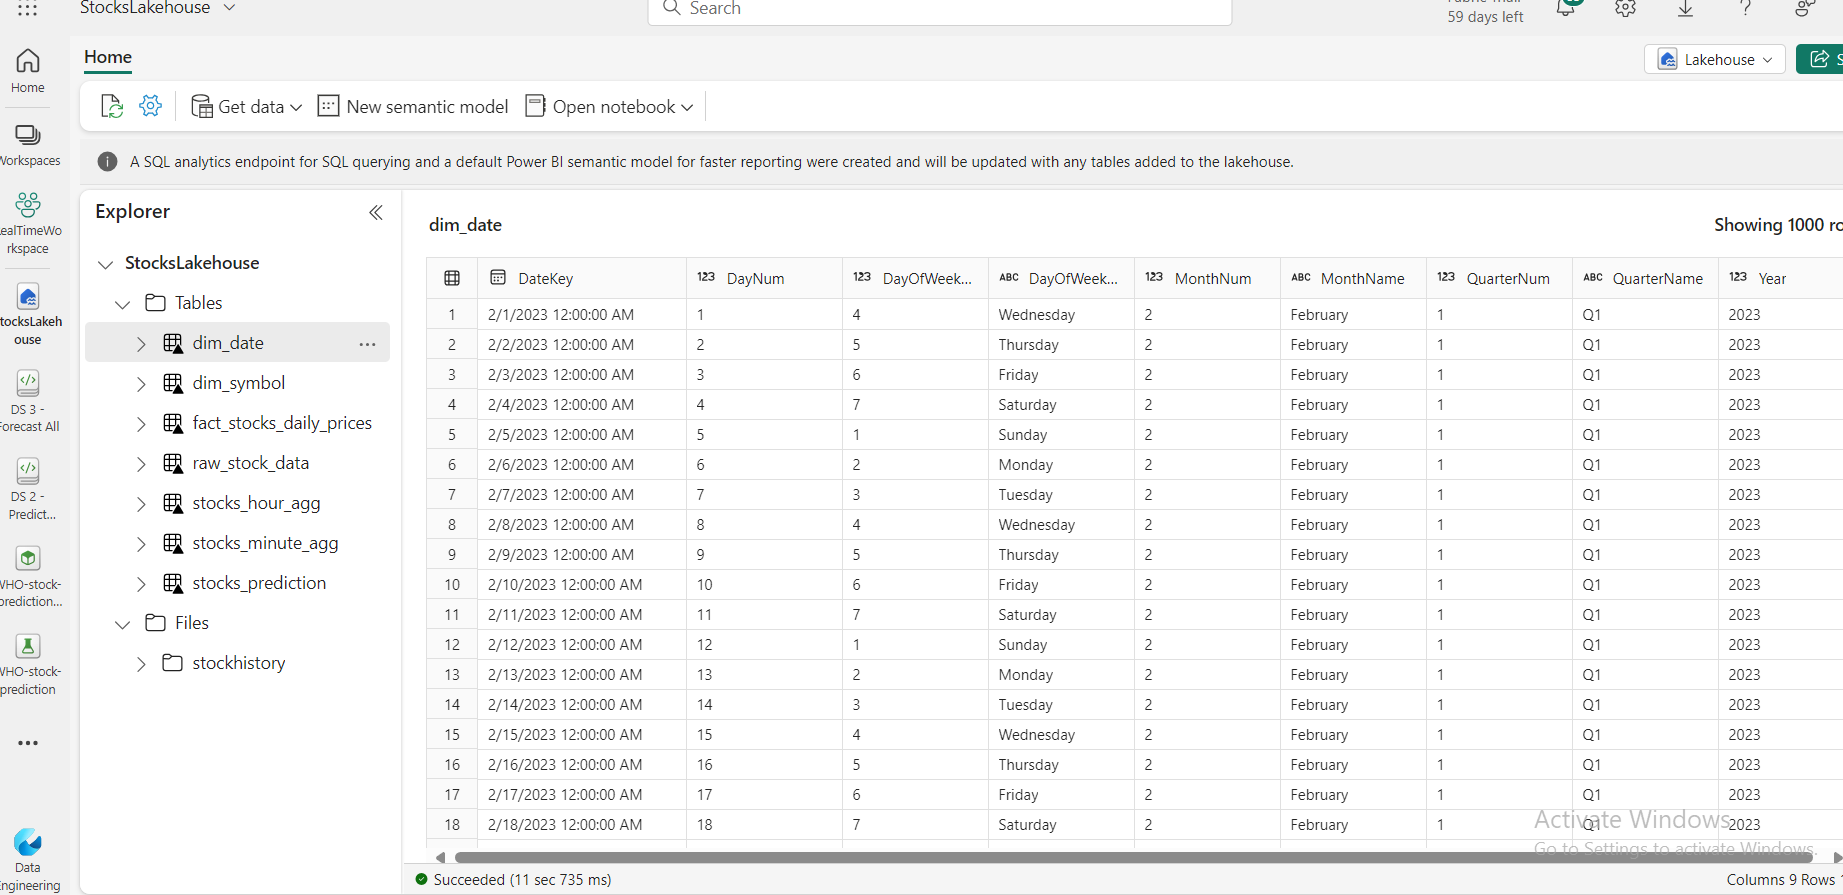 StocksLakehouse
Search
59 days left
Home
Home
Lakehouse
Get data
New semantic model
Open notebook
A SQL analytics endpoint for SQL querying and a default Power BI semantic model for faster reporting were created and will be updated with any tables added to the lakehouse.
Explorer
StocksLakehouse
Tables
dim_date
dim_symbol
fact_stocks_daily_prices
raw_stock_data
stocks_hour_agg
stocks_minute_agg
stocks_prediction
Files
stockhistory
dim_date
Showing 1000
DateKey 123 DayNum 123 DayOfWeek... ABC DayOfWeek... 123 MonthNum ABC MonthName 123 QuarterNum ABC QuarterName 123 Year
1 2/1/2023 12:00:00 AM 1 4 Wednesday 2 February 1 Q1 2023
2 2/2/2023 12:00:00 AM 2 5 Thursday 2 February 1 Q1 2023
3 2/3/2023 12:00:00 AM 3 6 Friday 2 February 1 Q1 2023
4 2/4/2023 12:00:00 AM 4 7 Saturday 2 February 1 Q1 2023
5 2/5/2023 12:00:00 AM 5 1 Sunday 2 February 1 Q1 2023
6 2/6/2023 12:00:00 AM 6 2 Monday 2 February 1 Q1 2023
7 2/7/2023 12:00:00 AM 7 3 Tuesday 2 February 1 Q1 2023
8 2/8/2023 12:00:00 AM 8 4 Wednesday 2 February 1 Q1 2023
9 2/9/2023 12:00:00 AM 9 5 Thursday 2 February 1 Q1 2023
10 2/10/2023 12:00:00 AM 10 6 Friday 2 February 1 Q1 2023
11 2/11/2023 12:00:00 AM 11 7 Saturday 2 February 1 Q1 2023
12 2/12/2023 12:00:00 AM 12 1 Sunday 2 February 1 Q1 2023
13 2/13/2023 12:00:00 AM 13 2 Monday 2 February 1 Q1 2023
14 2/14/2023 12:00:00 AM 14 3 Tuesday 2 February 1 Q1 2023
15 2/15/2023 12:00:00 AM 15 4 Wednesday 2 February 1 Q1 2023
16 2/16/2023 12:00:00 AM 16 5 Thursday 2 February 1 Q1 2023
17 2/17/2023 12:00:00 AM 17 6 Friday 2 February 1 Q1 2023
18 2/18/2023 12:00:00 AM 18 7 Saturday 2 February 1 Q1 2023
Activate Windows
Go to Settings to activate Windows.
Succeeded (11 sec 735 ms)
Columns 9 Rows
orkspaces
ealTimeWo
rkspace
tocksLakeh
ouse
DS 3 -
orecast All
DS 2 -
Predict...
WHO-stock-
prediction...
WHO-stock-
prediction
Data
ngineering